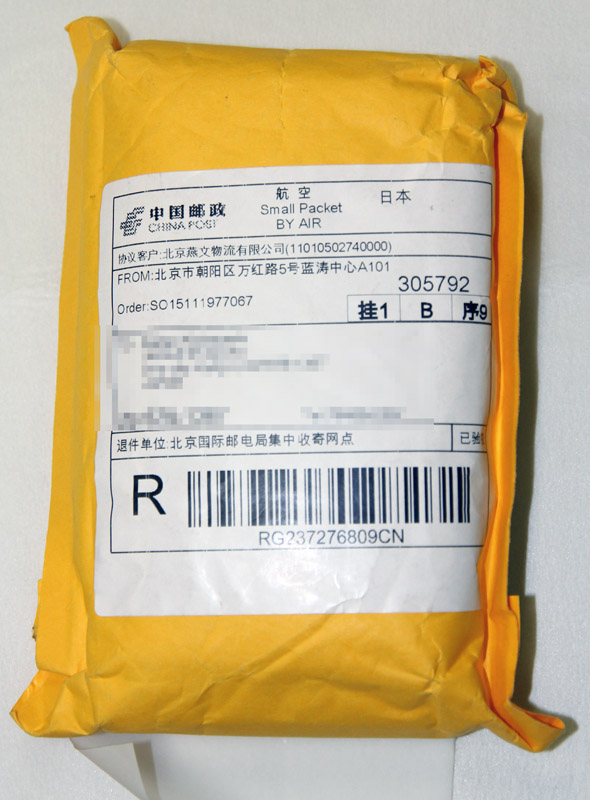 中国邮政
CHINA POST
航 空
Small Packet
BY AIR
日本
协议客户:北京燕文物流有限公司(11010502740000)
FROM:北京市朝阳区万红路5号蓝涛中心A101
305792
Order:SO15111977067
挂1 B 序9
退件单位:北京国际邮电局集中收寄网点
已验
R
RG237276809CN